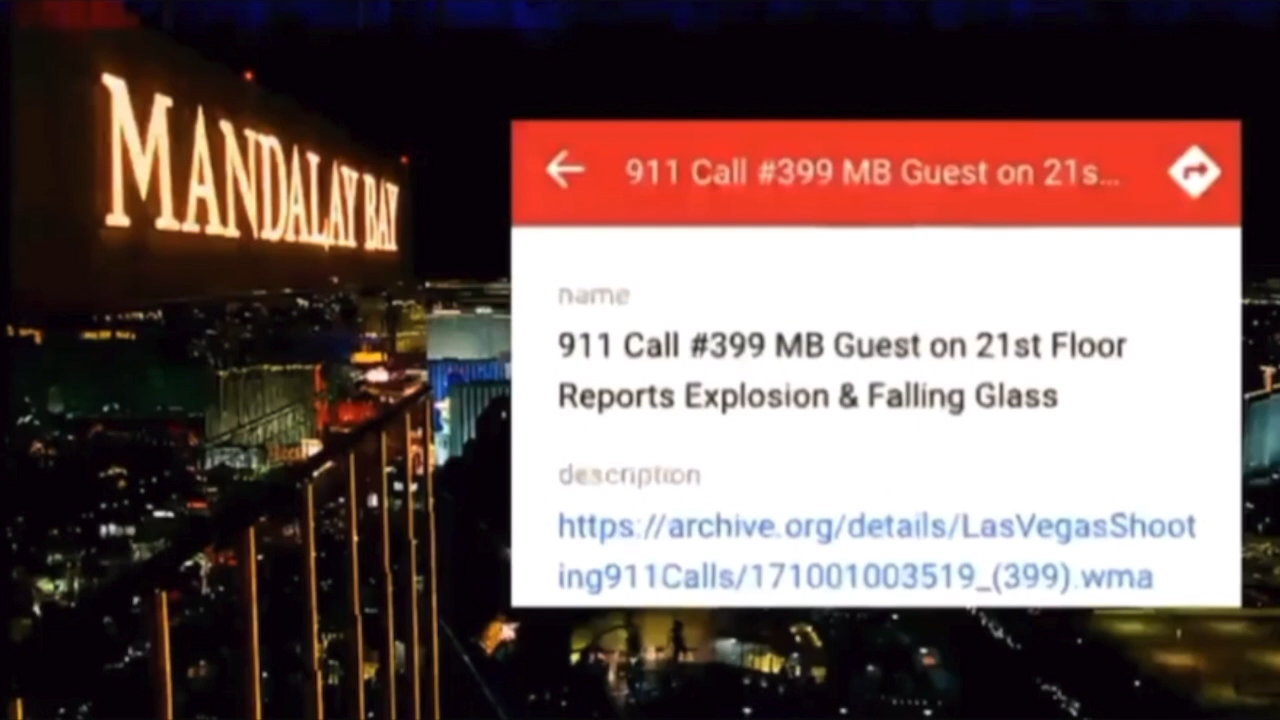 MANDALAY BAY
911 Call #399 MB Guest on 21s...
name
911 Call #399 MB Guest on 21st Floor
Reports Explosion & Falling Glass
description
https://archive.org/details/LasVegasShoot
ing911Calls/171001003519_(399).wma